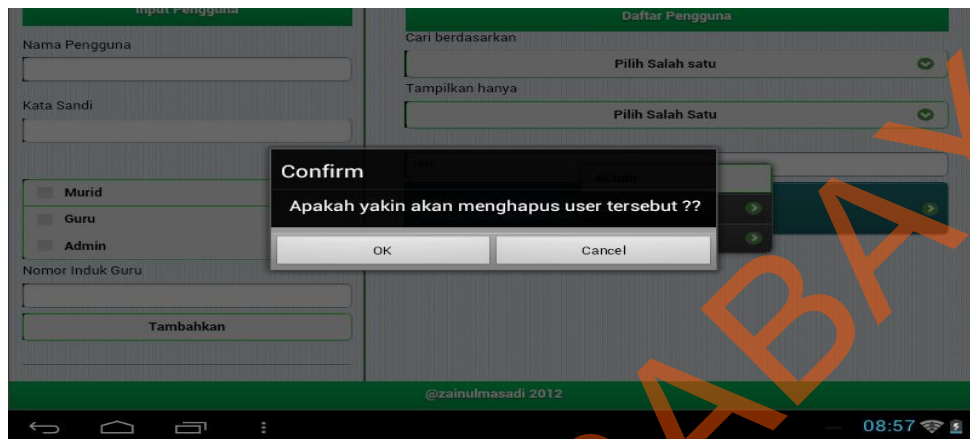 Input Pengguna
Nama Pengguna
Kata Sandi
Murid
Guru
Admin
Nomor Induk Guru
Tambahkan
Daftar Pengguna
Cari berdasarkan
Pilih Salah satu
Tampilkan hanya
Pilih Salah Satu
Action
Confirm
Apakah yakin akan menghapus user tersebut ??
OK
Cancel
@zainulmasadi 2012
08:57
ABAY